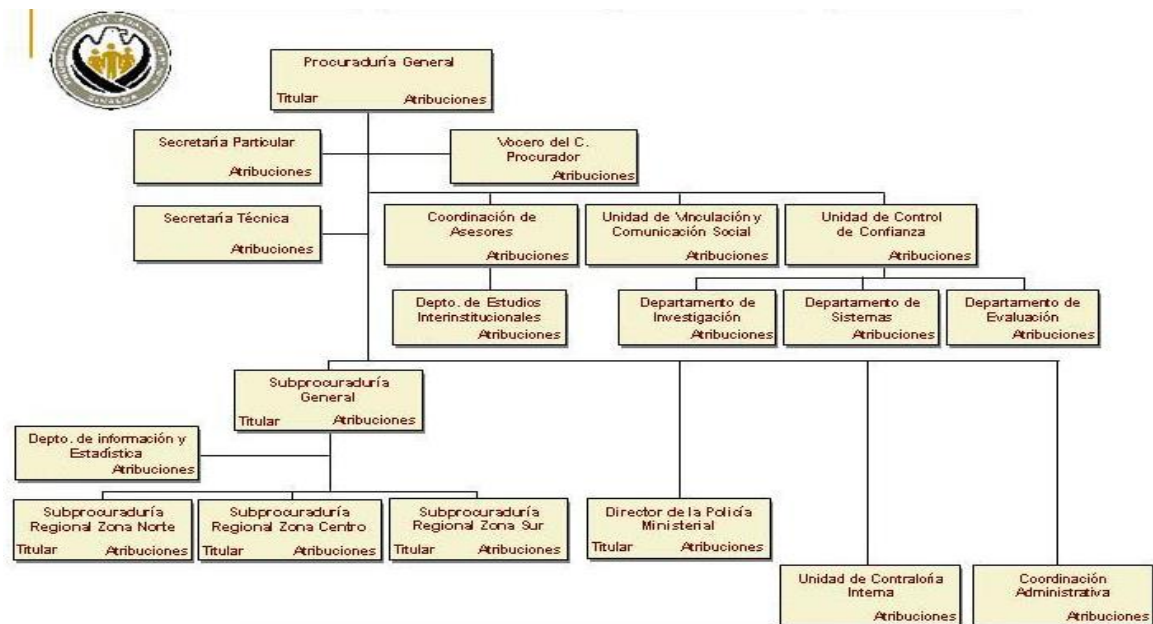 Procuraduría General
Titular Atribuciones
Secretaría Particular
Atribuciones
Vocero del C.
Procurador
Atribuciones
Secretaría Técnica
Atribuciones
Coordinación de
Asesores
Atribuciones
Unidad de Vinculación y
Comunicación Social
Atribuciones
Unidad de Control
de Confianza
Atribuciones
Depto. de Estudios
Interinstitucionales
Atribuciones
Departamento de
Investigación
Atribuciones
Departamento de
Sistemas
Atribuciones
Departamento de
Evaluación
Atribuciones
Subprocuraduría
General
Titular Atribuciones
Depto. de información y
Estadística
Atribuciones
Subprocuraduría
Regional Zona Norte
Titular Atribuciones
Subprocuraduría
Regional Zona Centro
Titular Atribuciones
Subprocuraduría
Regional Zona Sur
Titular Atribuciones
Director de la Policía
Ministerial
Titular Atribuciones
Unidad de Contraloría
Interna
Atribuciones
Coordinación
Administrativa
Atribuciones